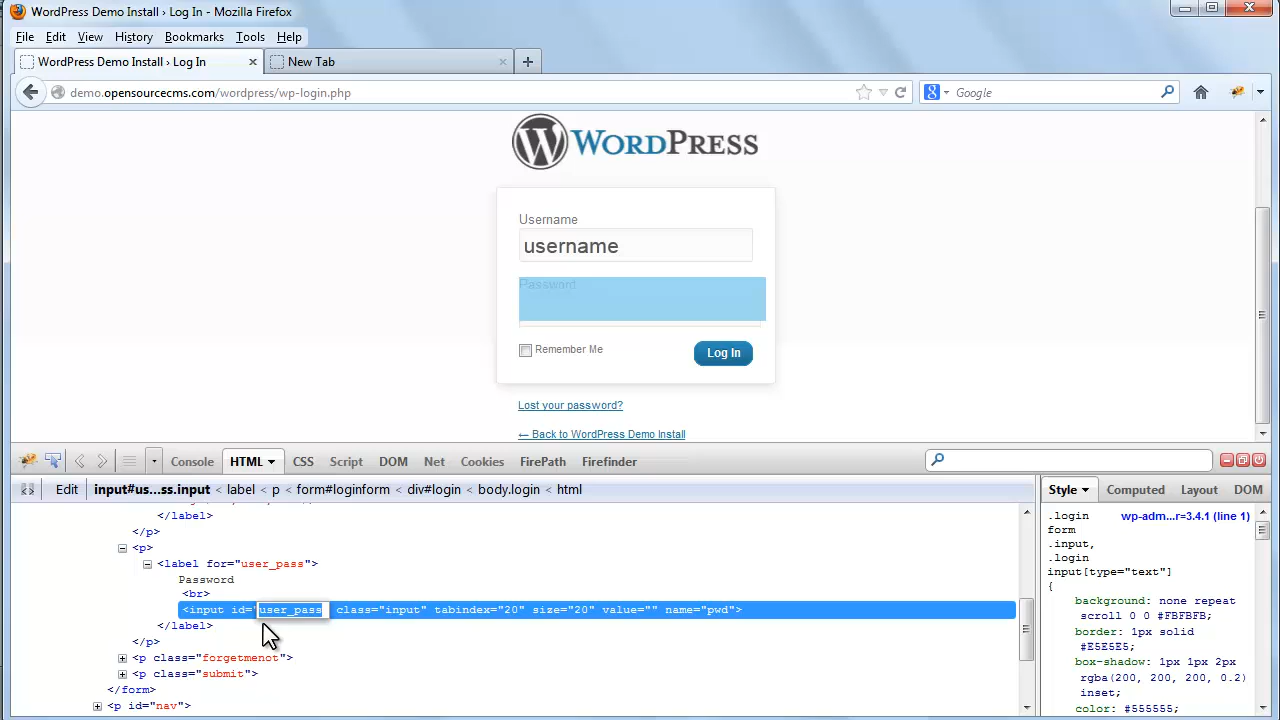 WordPress Demo Install › Log In - Mozilla Firefox
File Edit View History Bookmarks Tools Help
WordPress Demo Install › Log In × New Tab × +
demo.opensourcecms.com/wordpress/wp-login.php Google
WORDPRESS
Username
username
Password
Remember Me Log In
Lost your password?
← Back to WordPress Demo Install
Console HTML CSS Script DOM Net Cookies FirePath Firefinder
Edit input#us...ss.input < label < p < form#loginform < div#login < body.login < html
Style Computed Layout DOM
</label>
</p>
<p>
<label for="user_pass">
Password
<br>
<input id="user_pass class="input" tabindex="20" size="20" value="" name="pwd">
</label>
</p>
<p class="forgetmenot">
<p class="submit">
</form>
<p id="nav">
.login wp-adm...r=3.4.1 (line 1)
form
.input,
.login
input[type="text"]
{
background: none repeat
scroll 0 0 #FBFBFB;
border: 1px solid
#E5E5E5;
box-shadow: 1px 1px 2px
rgba(200, 200, 200, 0.2)
inset;
color: #555555;